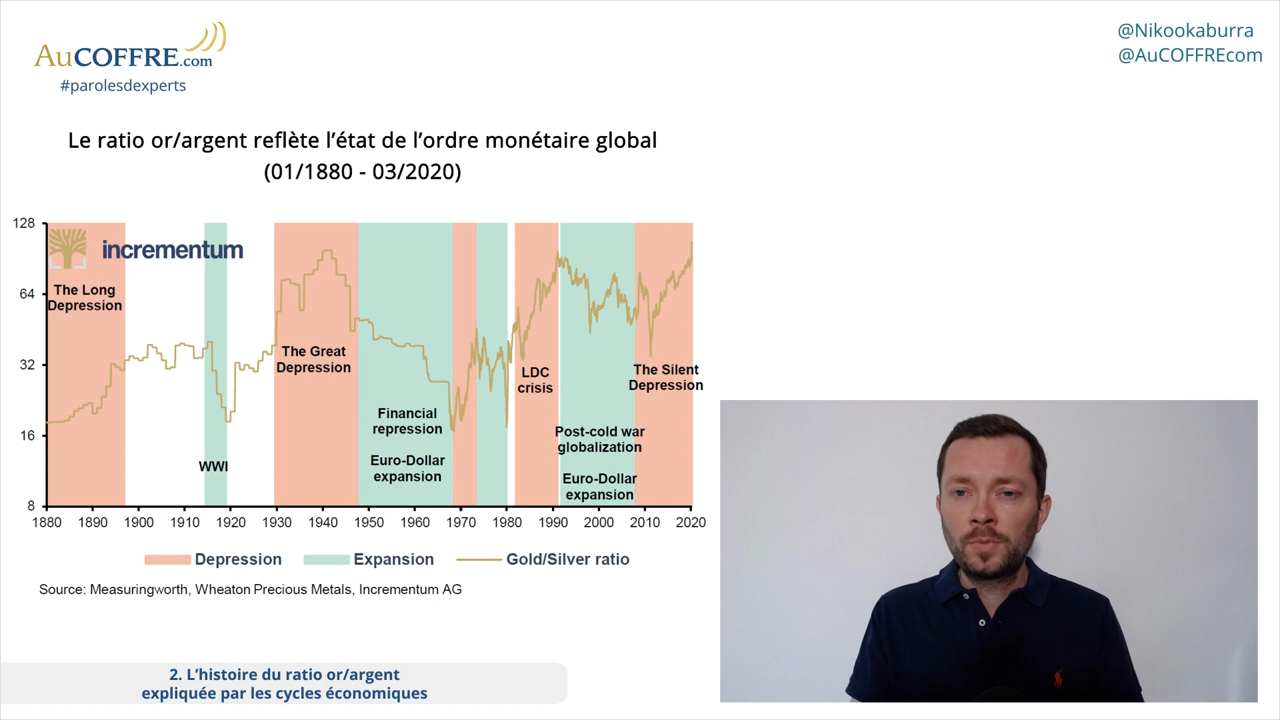 AuCOFFRE.com
#parolesdexperts
@Nikookaburra
@AuCOFFREcom
Le ratio or/argent reflète l’état de l’ordre monétaire global
(01/1880 - 03/2020)
128
64
32
16
8
incrementum
The Long
Depression
WWI
The Great
Depression
Financial
repression
Euro-Dollar
expansion
LDC
crisis
Post-cold war
globalization
Euro-Dollar
expansion
The Silent
Depression
1880 1890 1900 1910 1920 1930 1940 1950 1960 1970 1980 1990 2000 2010 2020
Depression Expansion Gold/Silver ratio
Source: Measuringworth, Wheaton Precious Metals, Incrementum AG
2. L’histoire du ratio or/argent
expliquée par les cycles économiques